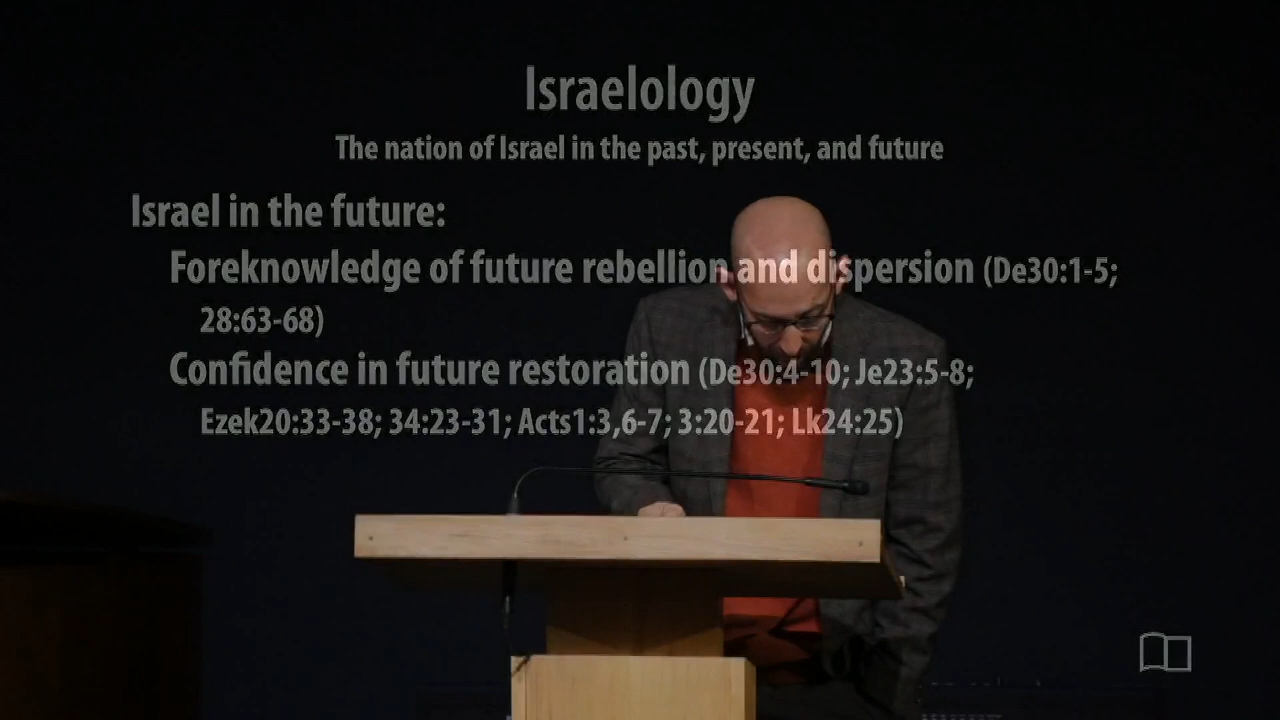 Israelology
The nation of Israel in the past, present, and future
Israel in the future:
Foreknowledge of future rebellion and dispersion (De30:1-5;
28:63-68)
Confidence in future restoration (De30:4-10; Je23:5-8;
Ezek20:33-38; 34:23-31; Acts1:3,6-7; 3:20-21; Lk24:25)